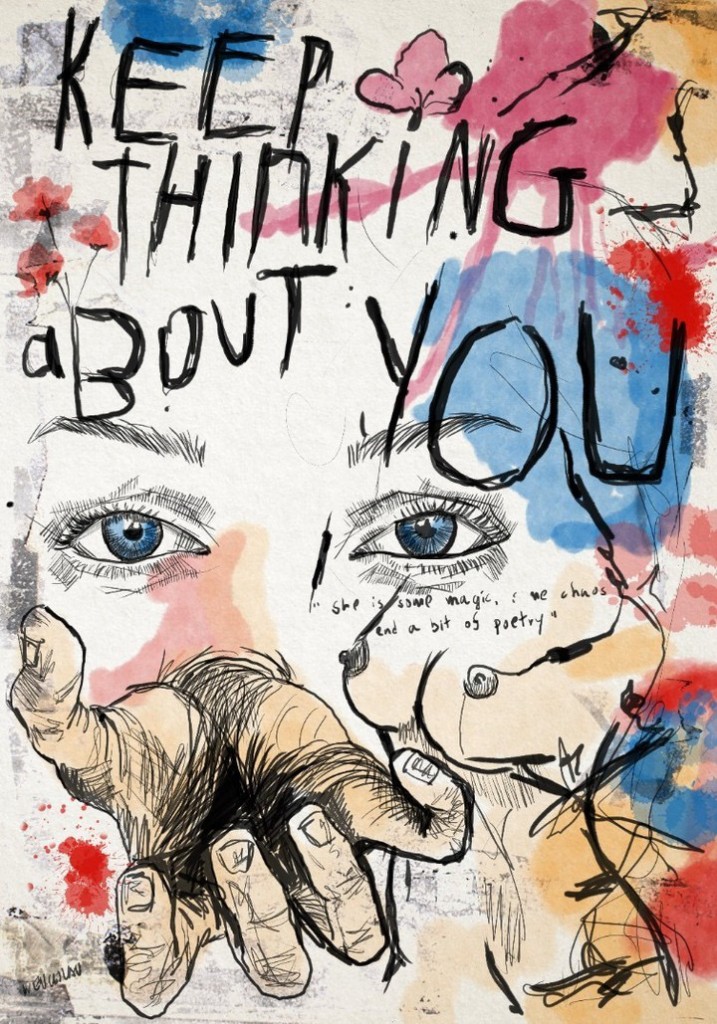 KEEP
THINKING
aBOUT YOU
"she is some magic, some chaos
and a bit of poetry"